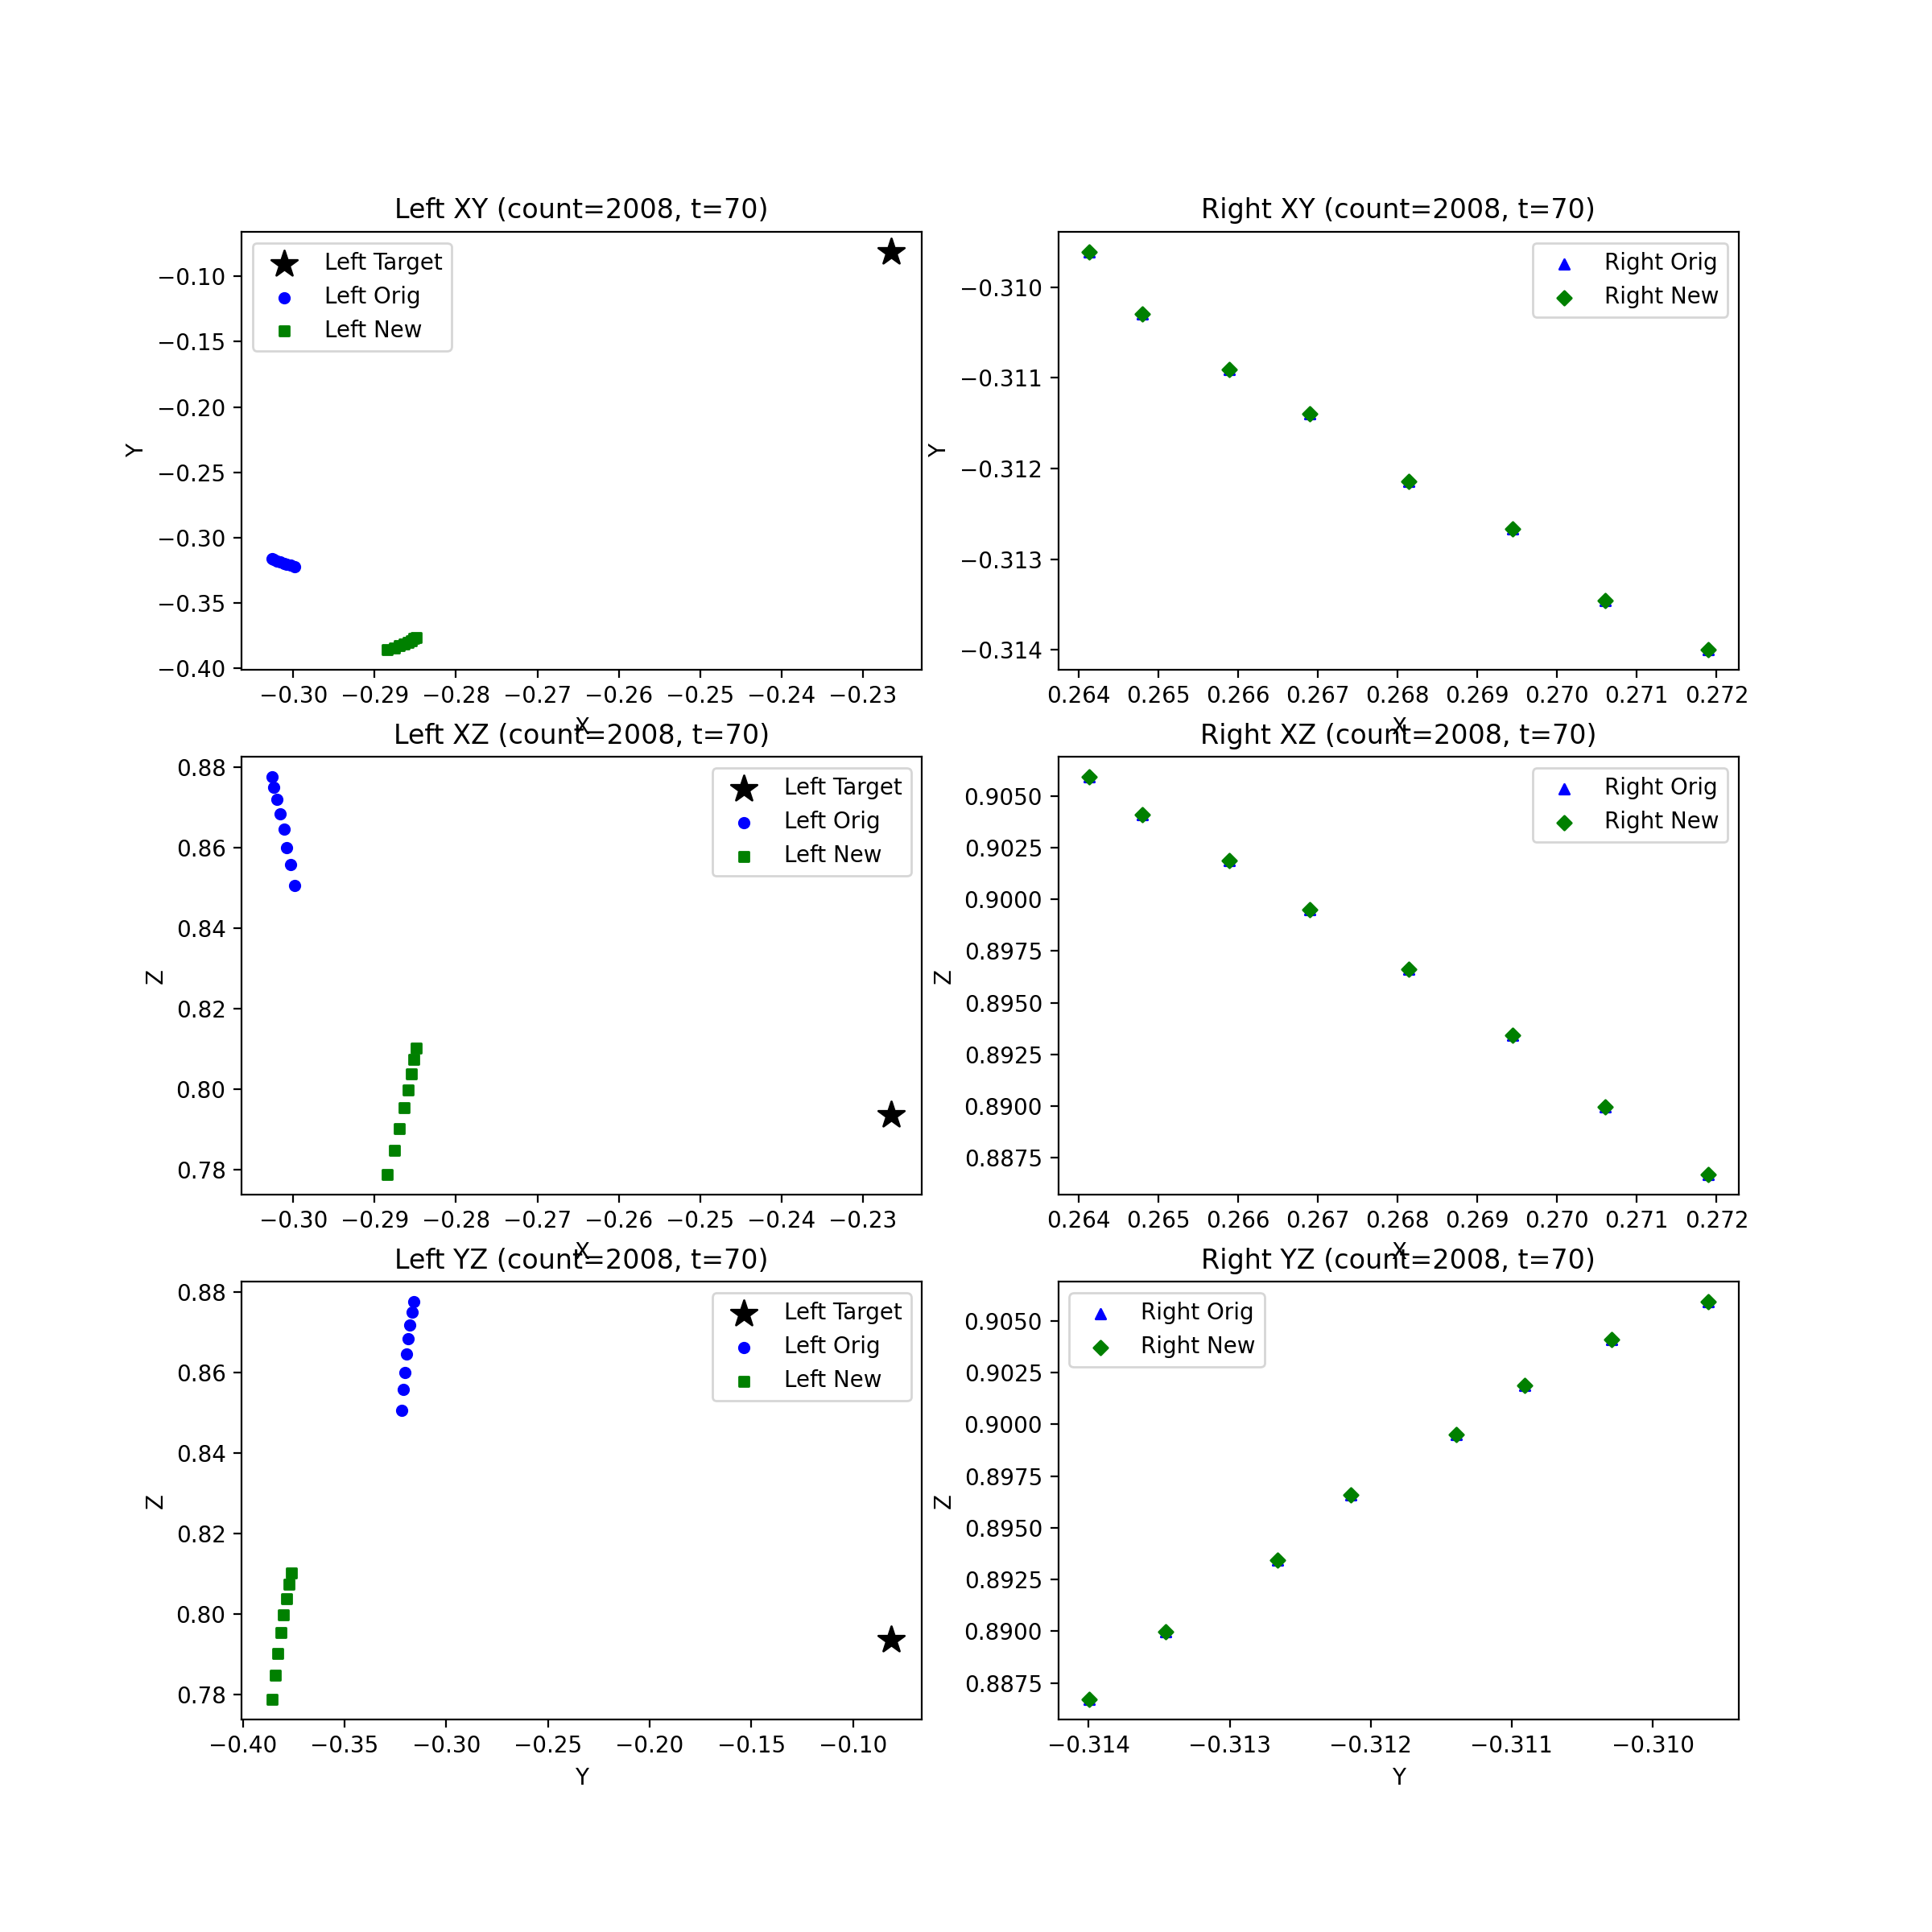 Left XY (count=2008, t=70)
Left Target
Left Orig
Left New
−0.10
−0.15
−0.20
−0.25
−0.30
−0.35
−0.40
Y
−0.30 −0.29 −0.28 −0.27 −0.26 −0.25 −0.24 −0.23
X
Right XY (count=2008, t=70)
Right Orig
Right New
−0.310
−0.311
−0.312
−0.313
−0.314
Y
0.264 0.265 0.266 0.267 0.268 0.269 0.270 0.271 0.272
X
Left XZ (count=2008, t=70)
Left Target
Left Orig
Left New
0.88
0.86
0.84
0.82
0.80
0.78
Z
−0.30 −0.29 −0.28 −0.27 −0.26 −0.25 −0.24 −0.23
X
Right XZ (count=2008, t=70)
Right Orig
Right New
0.9050
0.9025
0.9000
0.8975
0.8950
0.8925
0.8900
0.8875
Z
0.264 0.265 0.266 0.267 0.268 0.269 0.270 0.271 0.272
X
Left YZ (count=2008, t=70)
Left Target
Left Orig
Left New
0.88
0.86
0.84
0.82
0.80
0.78
Z
−0.40 −0.35 −0.30 −0.25 −0.20 −0.15 −0.10
Y
Right YZ (count=2008, t=70)
Right Orig
Right New
0.9050
0.9025
0.9000
0.8975
0.8950
0.8925
0.8900
0.8875
Z
−0.314 −0.313 −0.312 −0.311 −0.310
Y